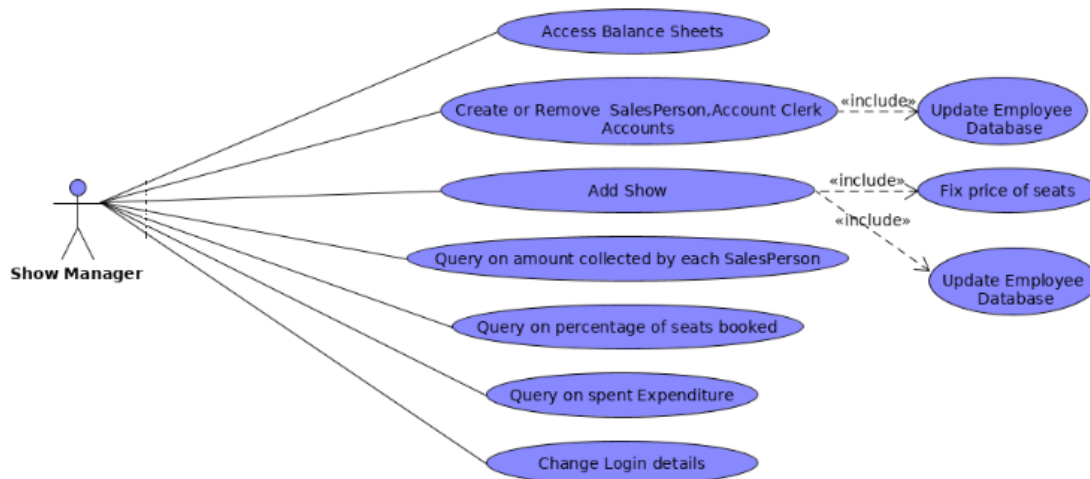 Access Balance Sheets
Create or Remove SalesPerson,Account Clerk
Accounts
«include»
Update Employee
Database
Add Show
«include»
Fix price of seats
«include»
Update Employee
Database
Show Manager
Query on amount collected by each SalesPerson
Query on percentage of seats booked
Query on spent Expenditure
Change Login details